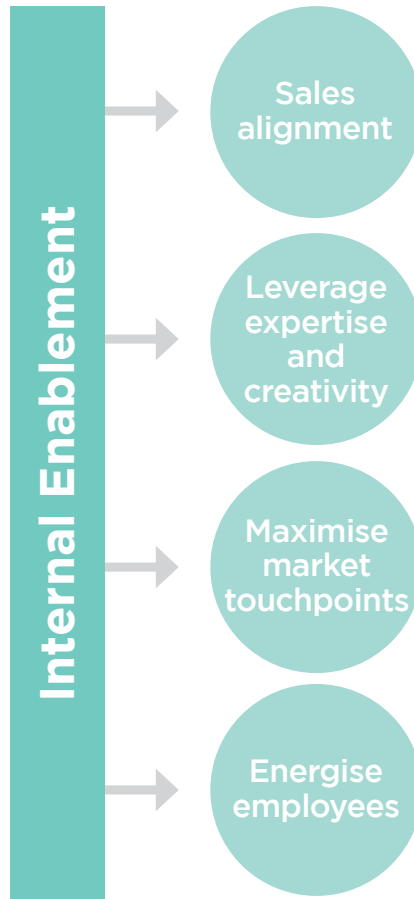 Internal Enablement
Sales
alignment
Leverage
expertise
and
creativity
Maximise
market
touchpoints
Energise
employees